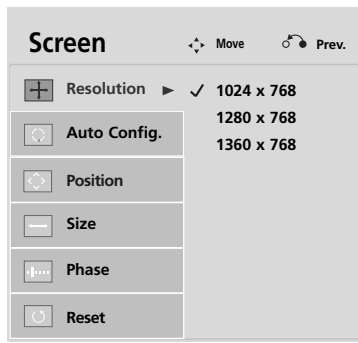 Screen Move Prev.
Resolution ► ✓ 1024 x 768
1280 x 768
Auto Config.
1360 x 768
Position
Size
Phase
Reset